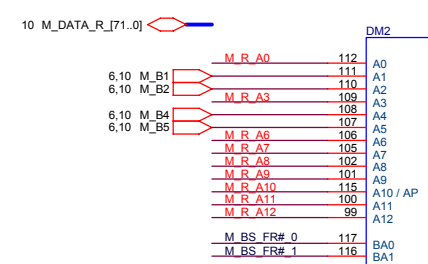 10 M_DATA_R_[71..0]
DM2
M_R_A0 112 A0
6,10 M_B1 111 A1
6,10 M_B2 110 A2
M_R_A3 109 A3
6,10 M_B4 108 A4
6,10 M_B5 107 A5
M_R_A6 106 A6
M_R_A7 105 A7
M_R_A8 102 A8
M_R_A9 101 A9
M_R_A10 115 A10 / AP
M_R_A11 100 A11
M_R_A12 99 A12
M_BS_FR#_0 117 BA0
M_BS_FR#_1 116 BA1